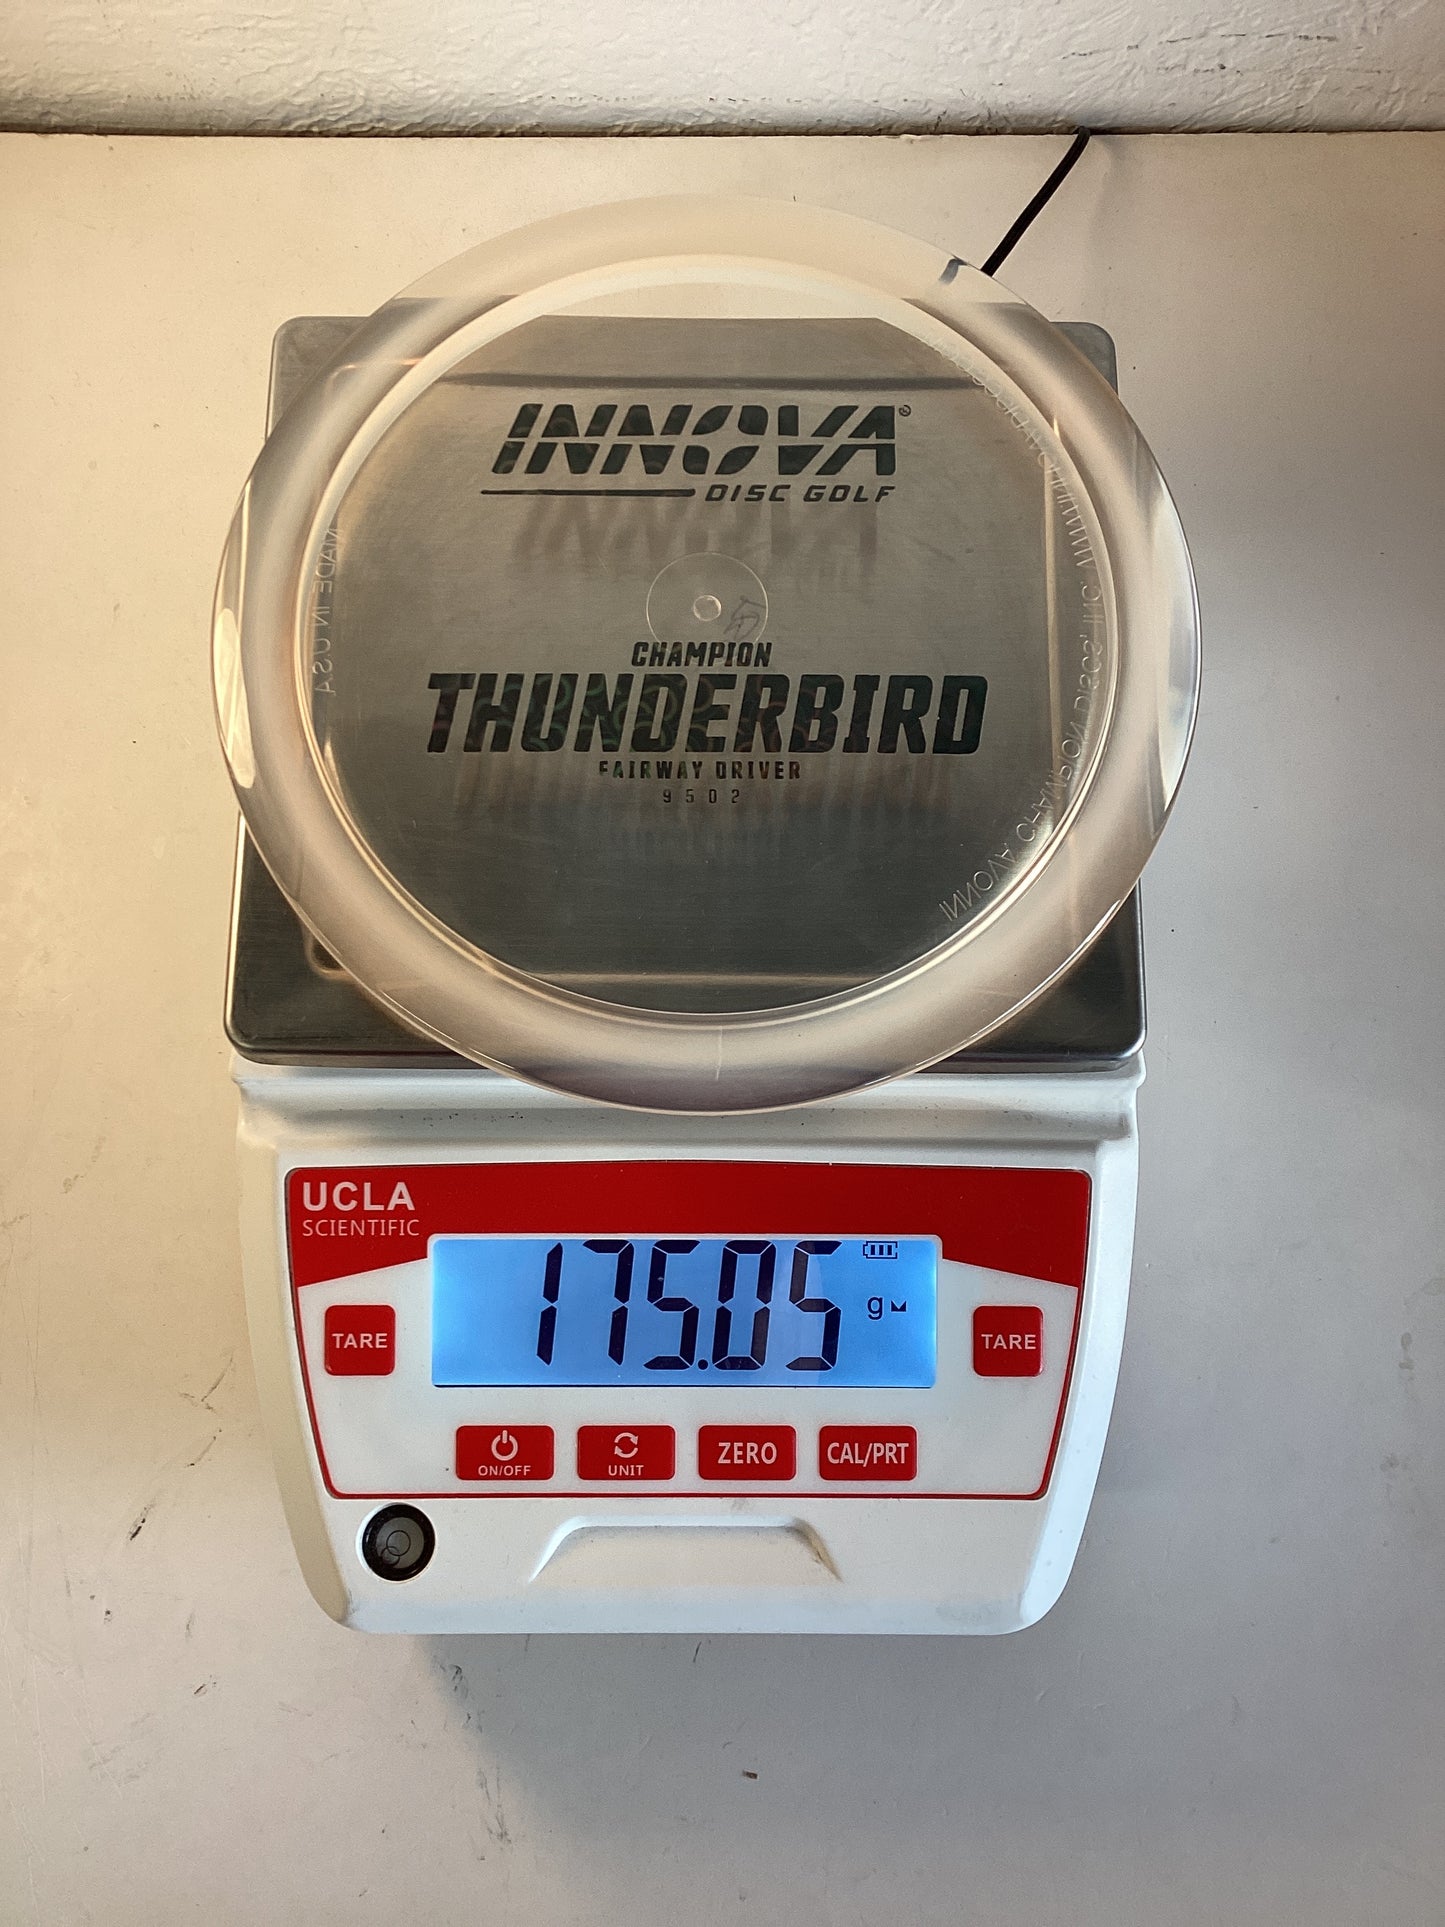 INNOVA®
DISC GOLF
CHAMPION
THUNDERBIRD
FAIRWAY DRIVER
9 5 0 2
MADE IN U.S.A
INNOVA CHAMPION DISCS, INC.
UCLA
SCIENTIFIC
175.05 g
TARE
TARE
ON/OFF
UNIT
ZERO
CAL/PRT